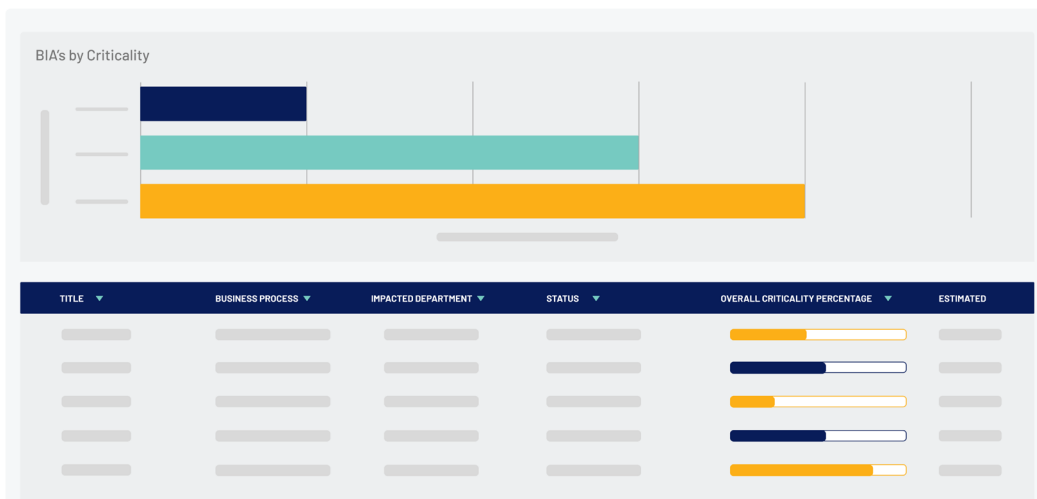 BIA's by Criticality
TITLE BUSINESS PROCESS IMPACTED DEPARTMENT STATUS OVERALL CRITICALITY PERCENTAGE ESTIMATED